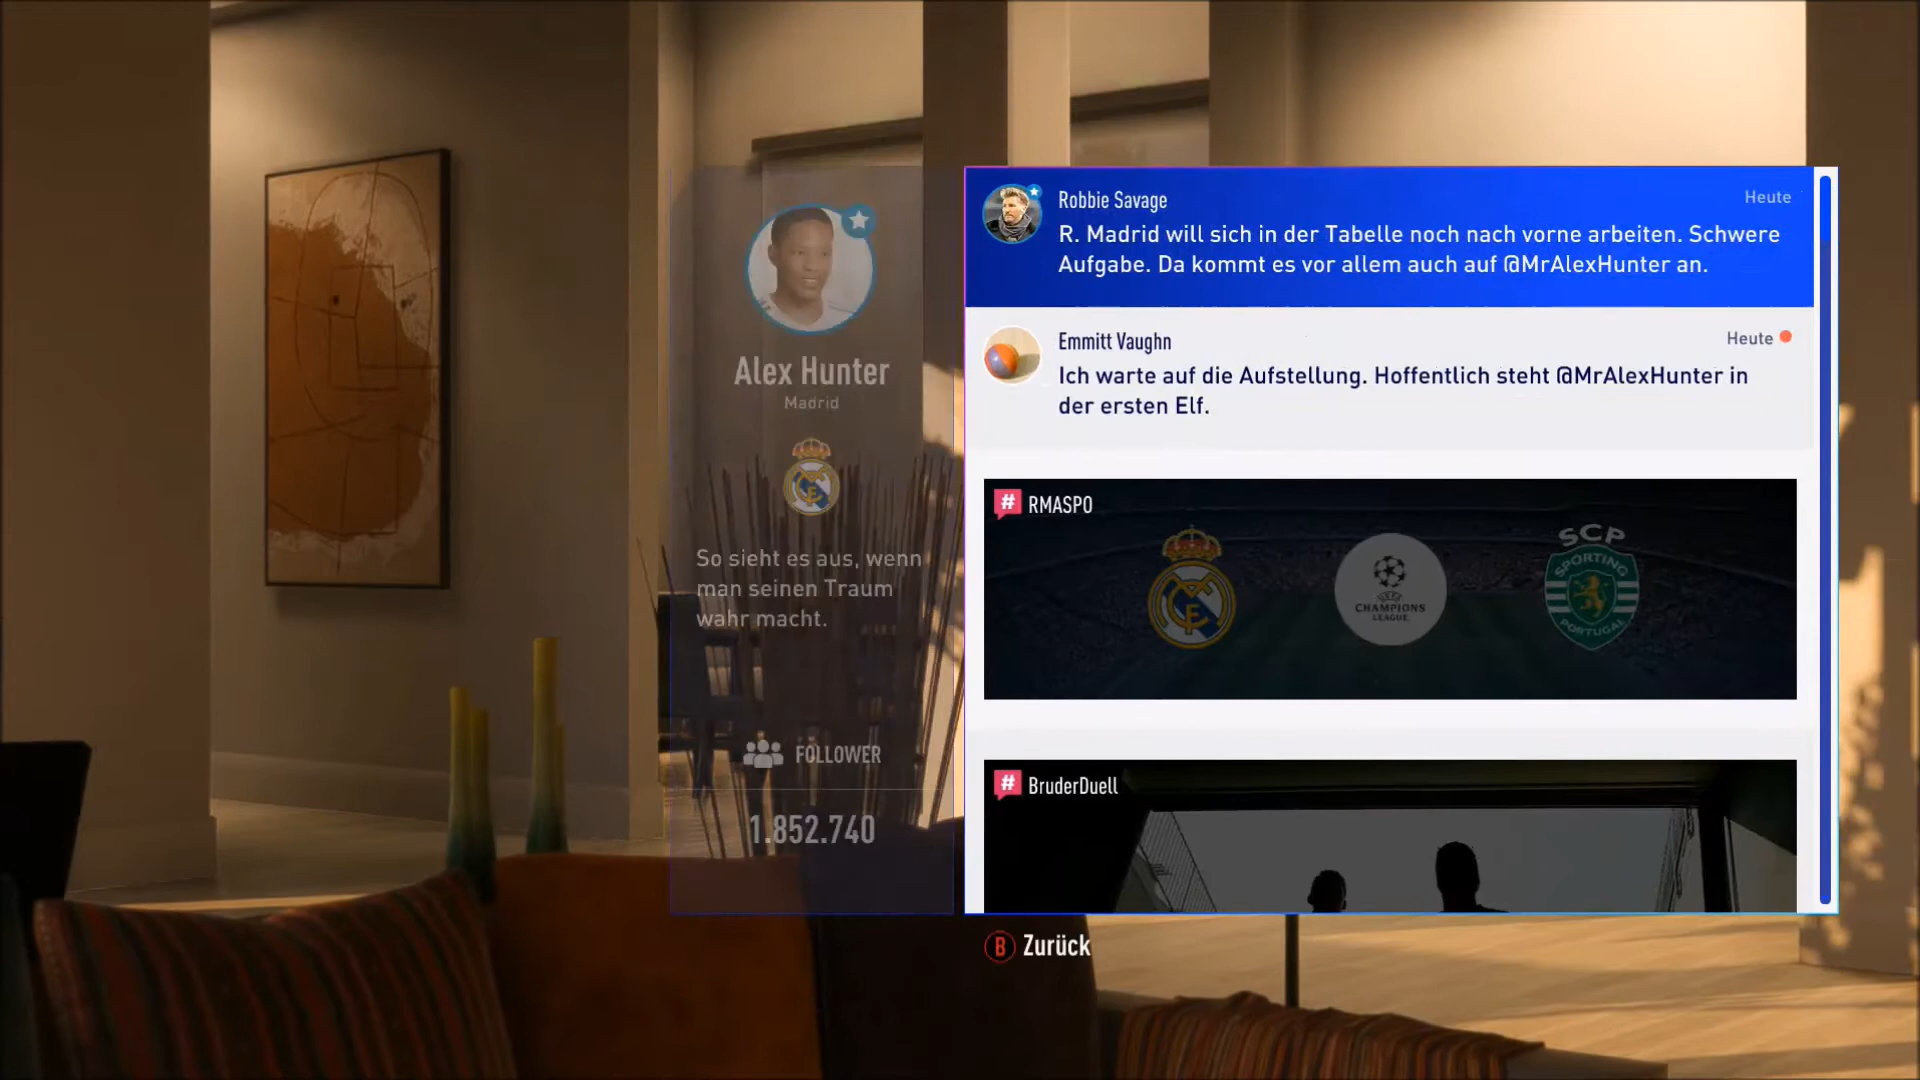 Alex Hunter
Madrid
So sieht es aus, wenn
man seinen Traum
wahr macht.
FOLLOWER
1.852.740
Robbie Savage
Heute
R. Madrid will sich in der Tabelle noch nach vorne arbeiten. Schwere
Aufgabe. Da kommt es vor allem auch auf @MrAlexHunter an.
Emmitt Vaughn
Heute
Ich warte auf die Aufstellung. Hoffentlich steht @MrAlexHunter in
der ersten Elf.
# RMASPO
UEFA
CHAMPIONS
LEAGUE
SCP
SPORTING
PORTUGAL
# BruderDuell
B Zurück